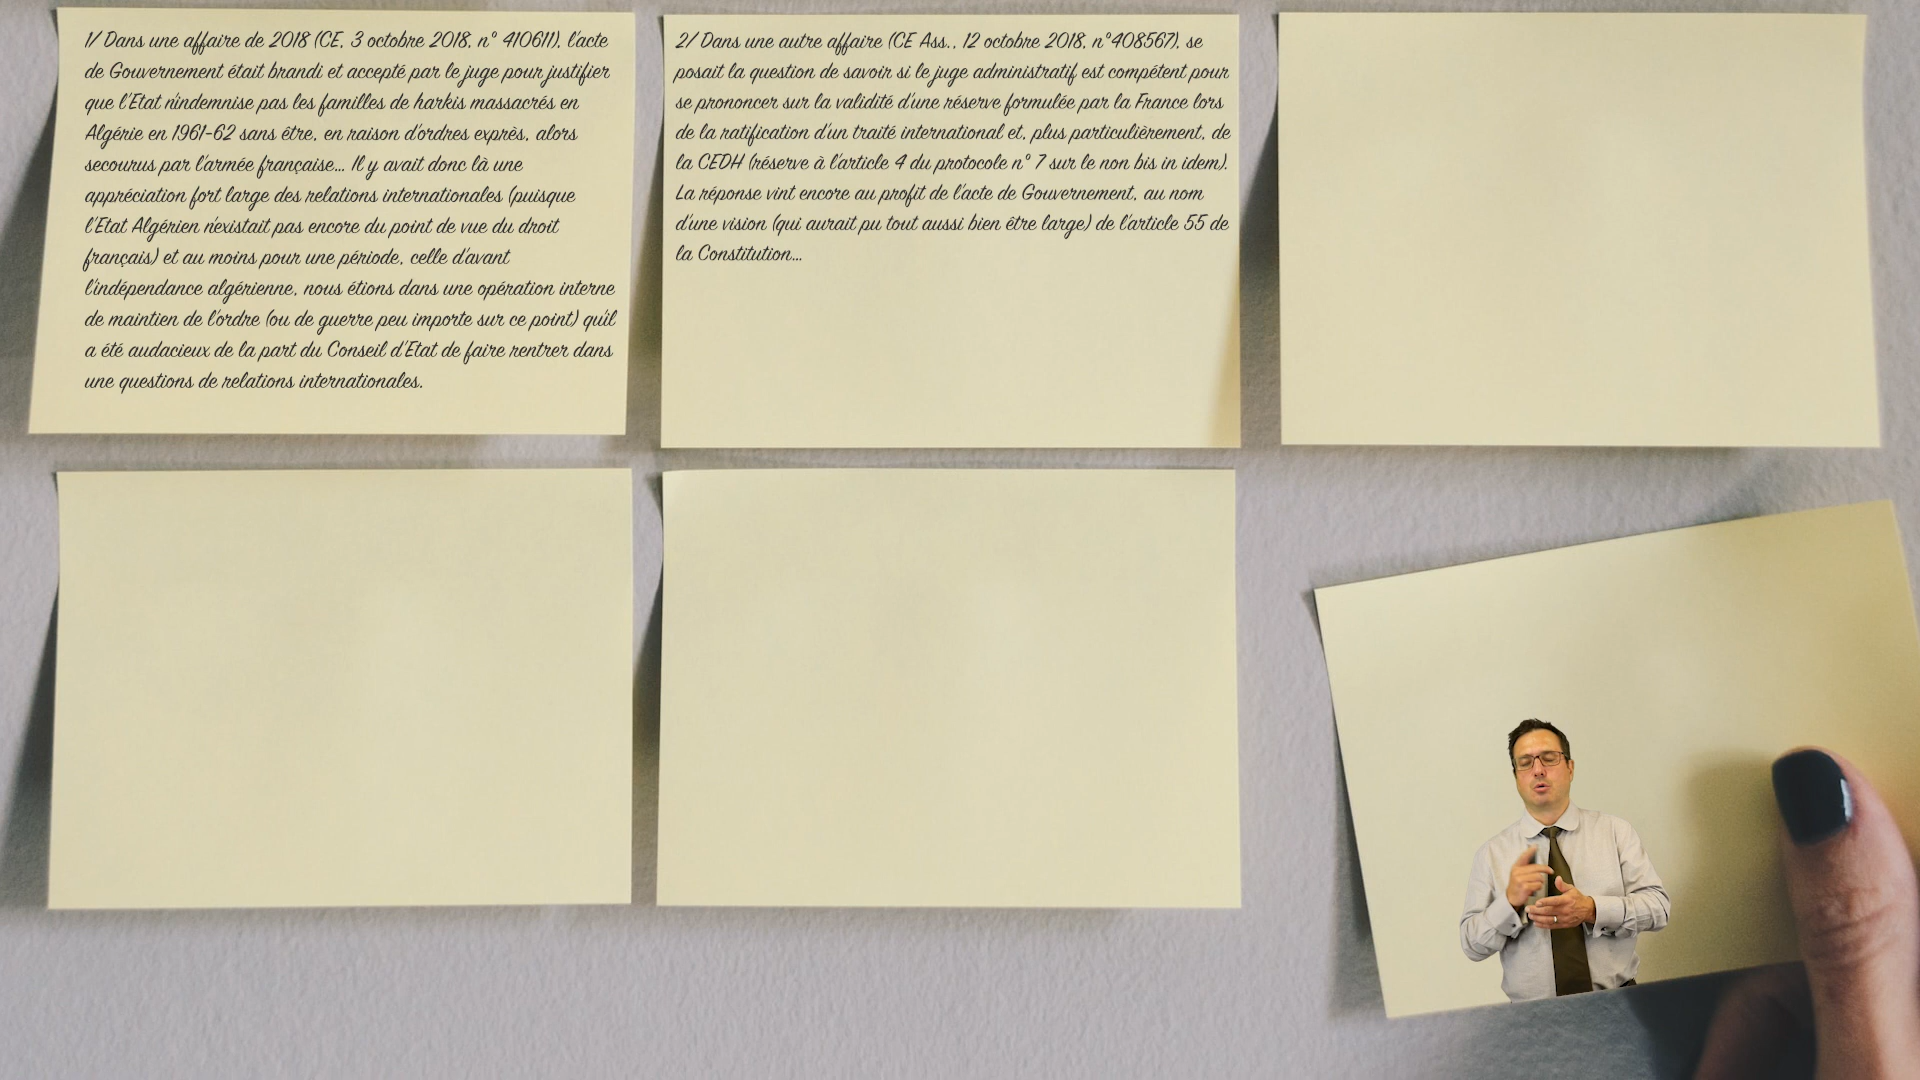 1/ Dans une affaire de 2018 (CE, 3 octobre 2018, n° 410611), l'acte
de Gouvernement était brandi et accepté par le juge pour justifier
que l'Etat n'indemnise pas les familles de harkis massacrés en
Algérie en 1961-62 sans être, en raison d'ordres exprès, alors
secourus par l'armée française... Il y avait donc là une
appréciation fort large des relations internationales (puisque
l'Etat Algérien n'existait pas encore du point de vue du droit
français) et au moins pour une période, celle d'avant
l'indépendance algérienne, nous étions dans une opération interne
de maintien de l'ordre (ou de guerre peu importe sur ce point) qu'il
a été audacieux de la part du Conseil d'Etat de faire rentrer dans
une questions de relations internationales.
2/ Dans une autre affaire (CE Ass., 12 octobre 2018, n°408567), se
posait la question de savoir si le juge administratif est compétent pour
se prononcer sur la validité d'une réserve formulée par la France lors
de la ratification d'un traité international et, plus particulièrement, de
la CEDH (réserve à l'article 4 du protocole n° 7 sur le non bis in idem).
La réponse vint encore au profit de l'acte de Gouvernement, au nom
d'une vision (qui aurait pu tout aussi bien être large) de l'article 55 de
la Constitution...